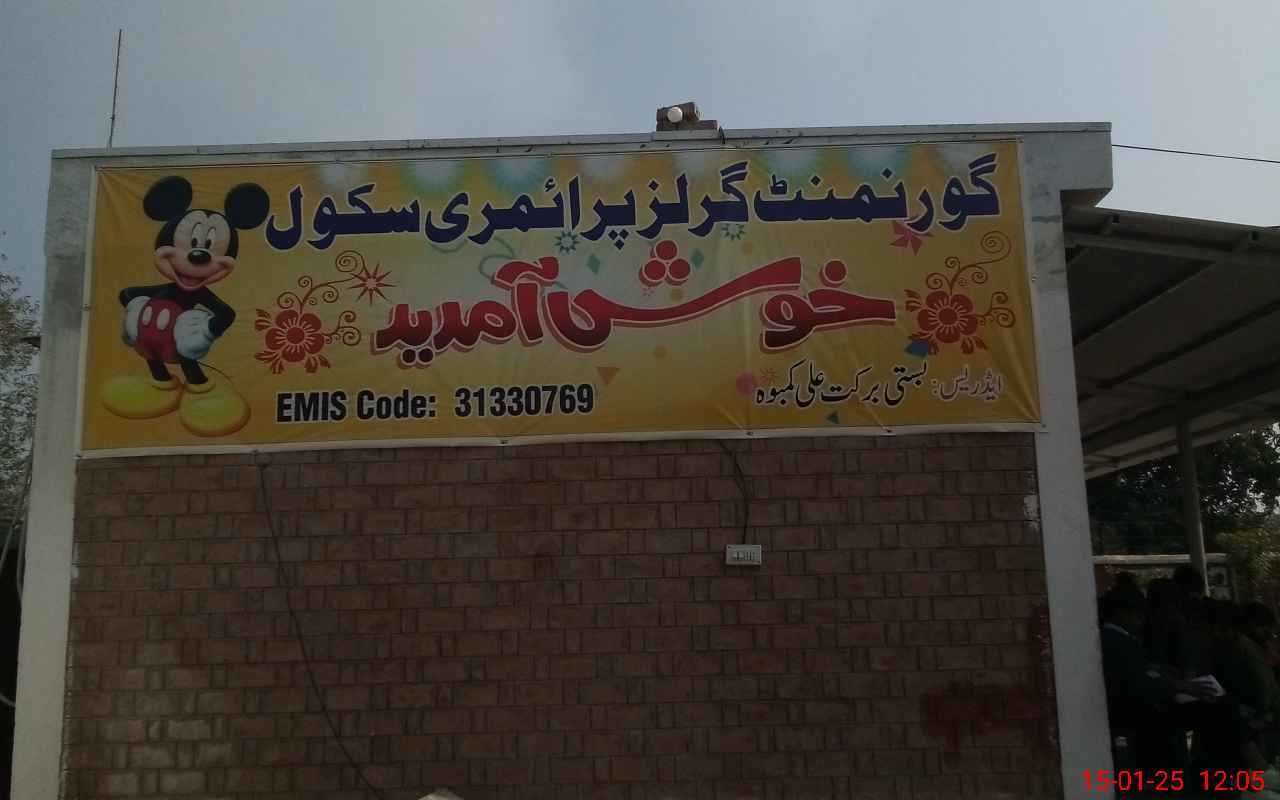 گورنمنٹ گرلز پرائمری سکول
خوش آمدید
ایڈریس: بستی برکت علی کمبوہ
EMIS Code: 31330769
15-01-25 12:05